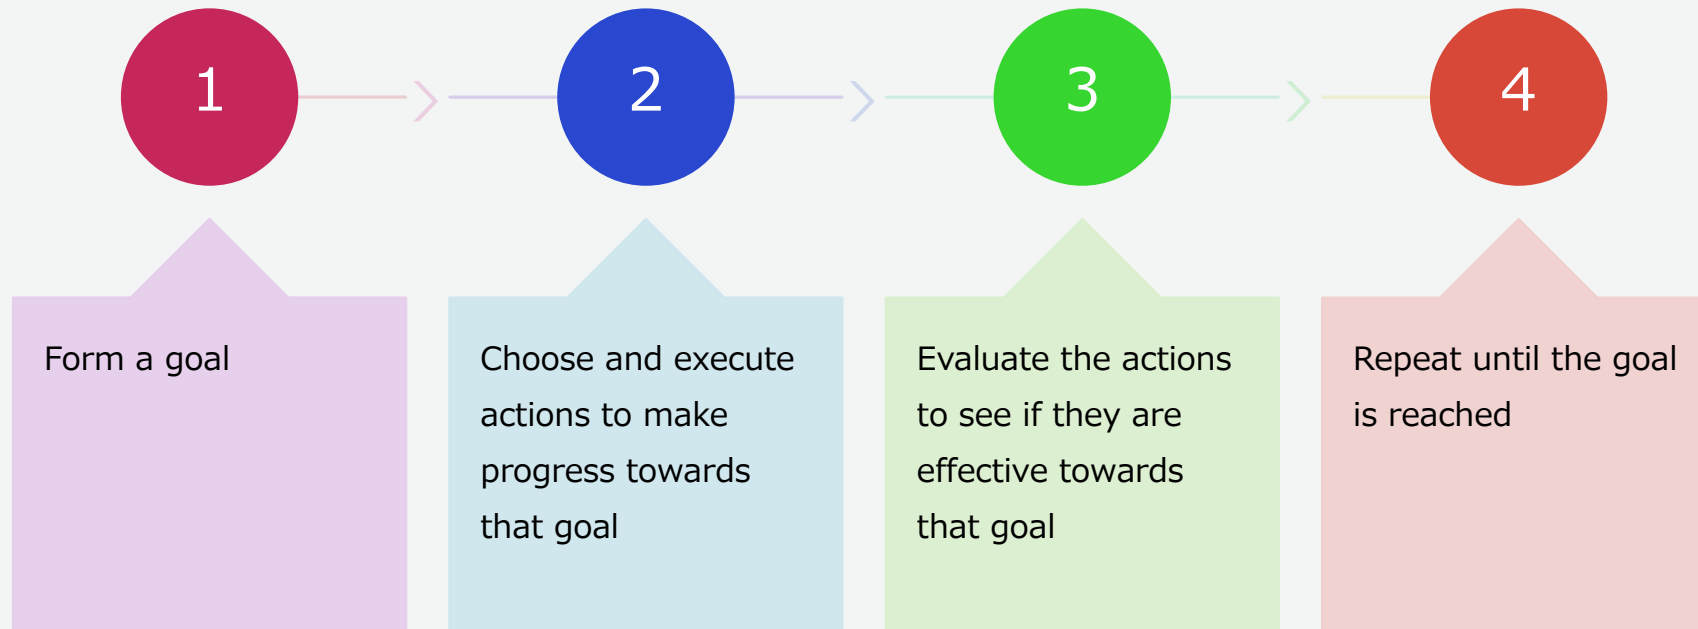 1
2
3
4
Form a goal
Choose and execute
actions to make
progress towards
that goal
Evaluate the actions
to see if they are
effective towards
that goal
Repeat until the goal
is reached